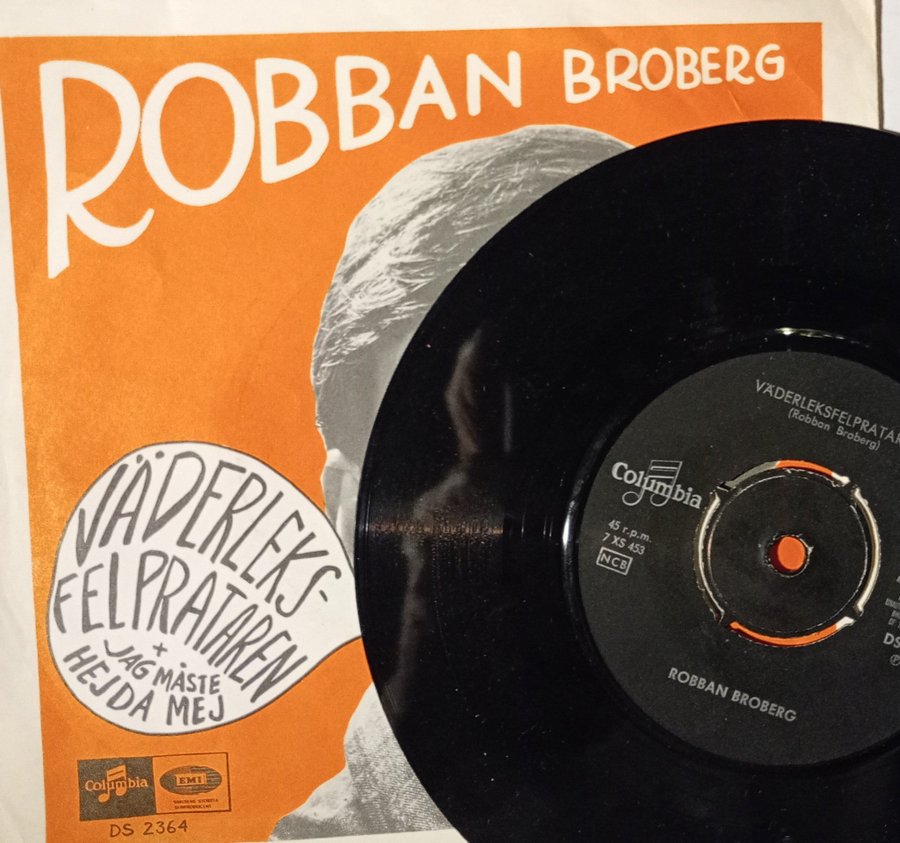 ROBBAN BROBERG
VÄDERLEKS-
FELPRATAREN
+
JAG MÅSTE
HEJDA MEJ
Columbia
EMI
DS 2364
(Robban Broberg)
Columbia
45 r.p.m.
7 XS 453
NCB
DS
ROBBAN BROBERG